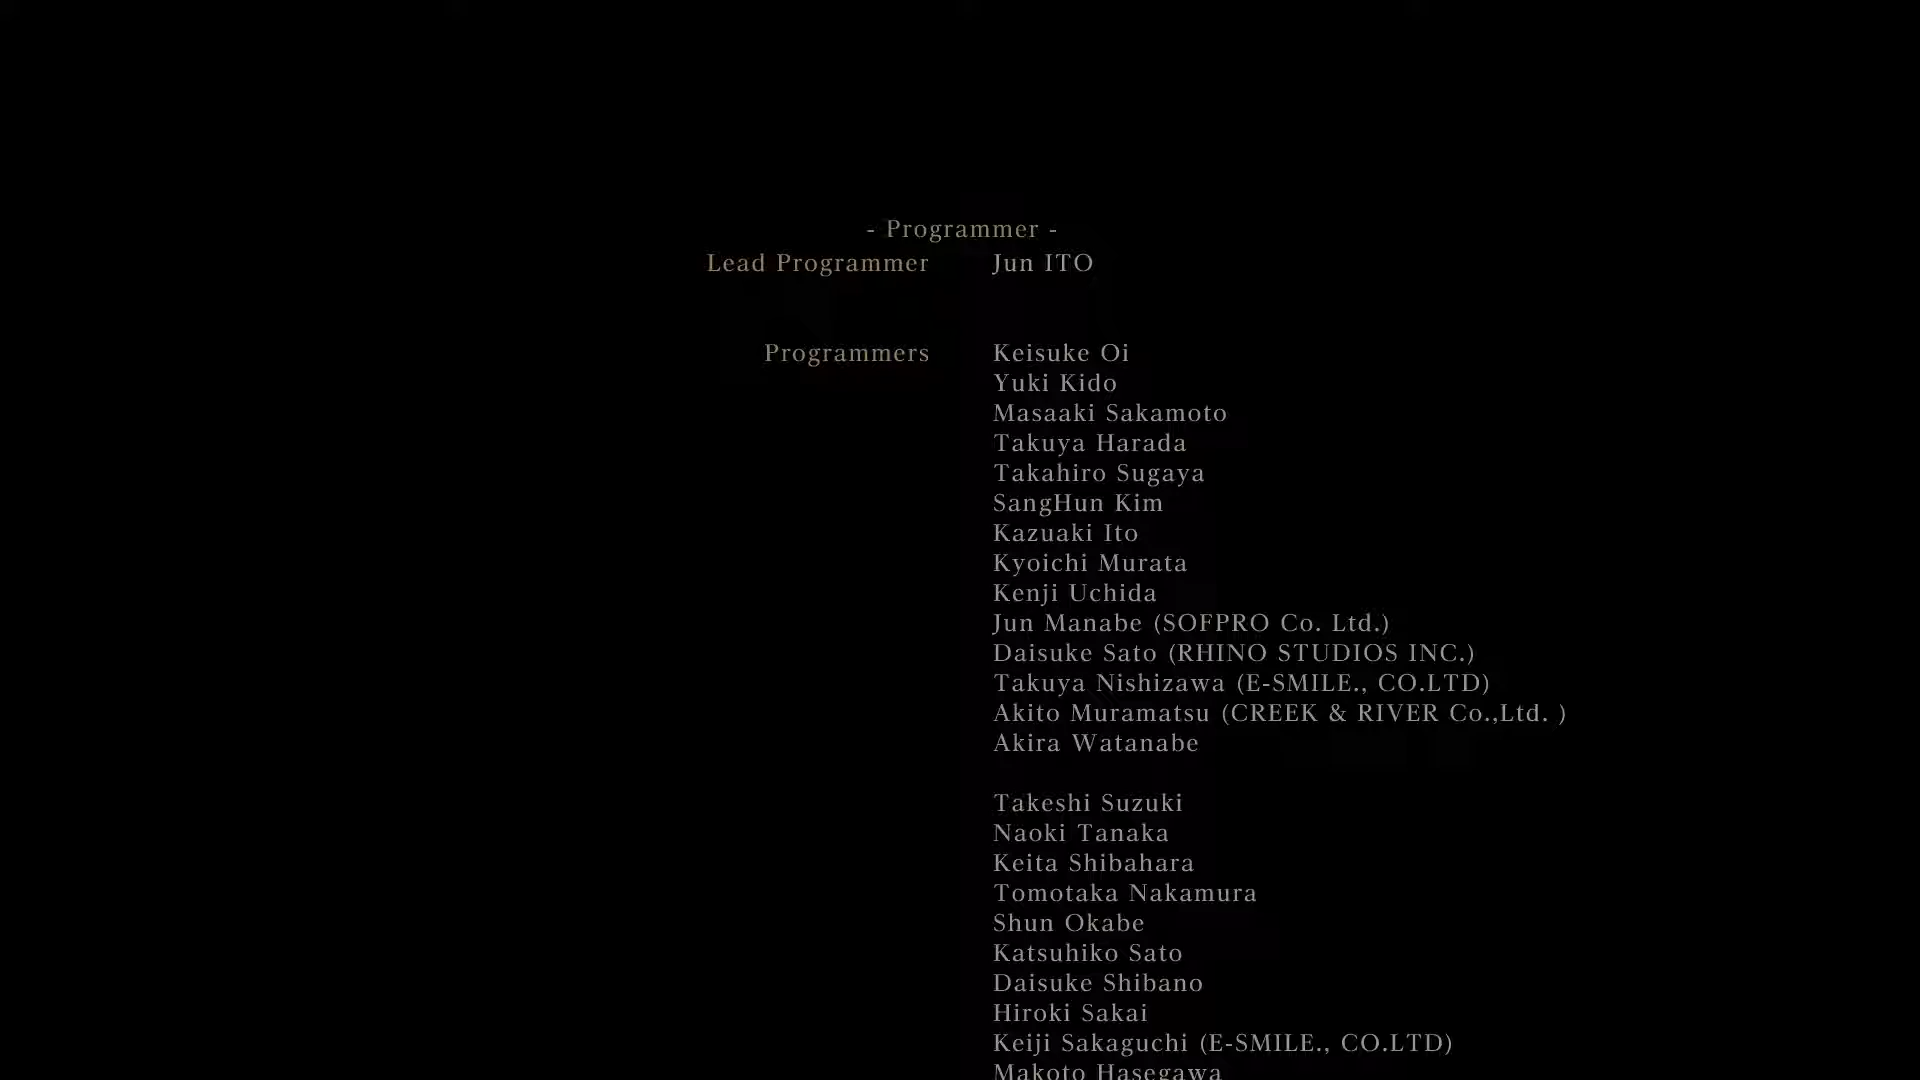 - Programmer -
Lead Programmer Jun ITO
Programmers Keisuke Oi
Yuki Kido
Masaaki Sakamoto
Takuya Harada
Takahiro Sugaya
SangHun Kim
Kazuaki Ito
Kyoichi Murata
Kenji Uchida
Jun Manabe (SOFPRO Co. Ltd.)
Daisuke Sato (RHINO STUDIOS INC.)
Takuya Nishizawa (E-SMILE., CO.LTD)
Akito Muramatsu (CREEK & RIVER Co.,Ltd. )
Akira Watanabe
Takeshi Suzuki
Naoki Tanaka
Keita Shibahara
Tomotaka Nakamura
Shun Okabe
Katsuhiko Sato
Daisuke Shibano
Hiroki Sakai
Keiji Sakaguchi (E-SMILE., CO.LTD)
Makoto Hasegawa